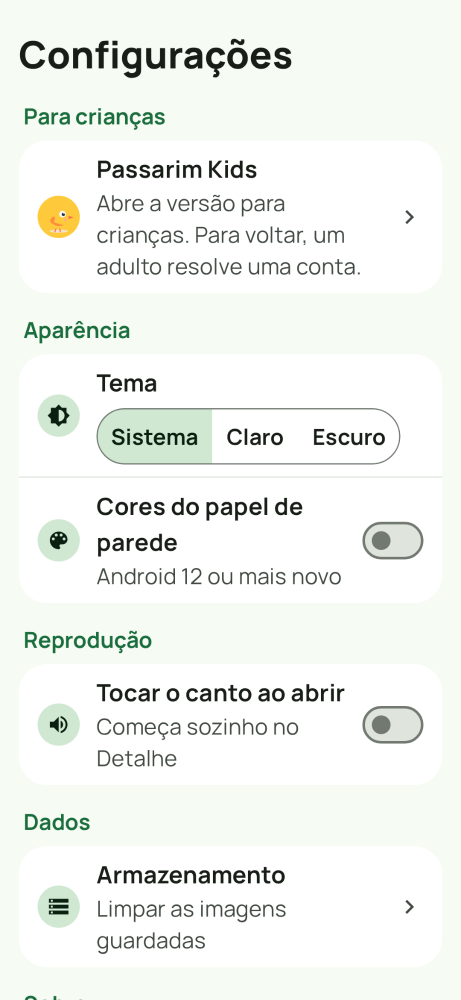 Configurações
Para crianças
Passarim Kids
Abre a versão para
crianças. Para voltar, um
adulto resolve uma conta.
Aparência
Tema
Sistema Claro Escuro
Cores do papel de
parede
Android 12 ou mais novo
Reprodução
Tocar o canto ao abrir
Começa sozinho no
Detalhe
Dados
Armazenamento
Limpar as imagens
guardadas